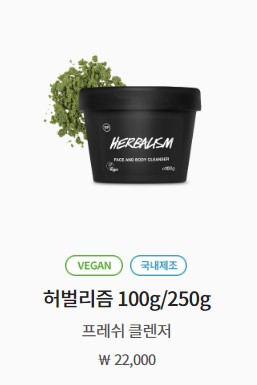 HERBALISM
FACE AND BODY CLEANSER
Vegan
VEGAN 국내제조
허벌리즘 100g/250g
프레쉬 클렌저
₩ 22,000